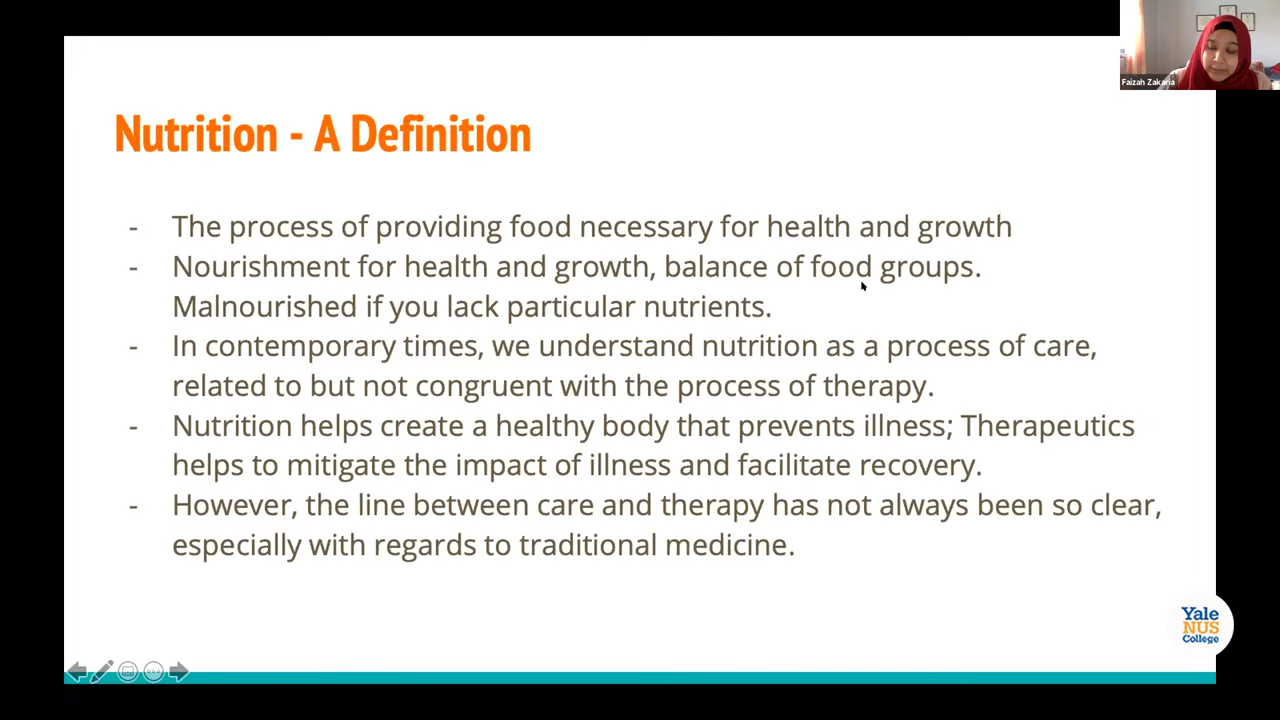 Faizah Zakaria
Nutrition - A Definition
- The process of providing food necessary for health and growth
- Nourishment for health and growth, balance of food groups.
Malnourished if you lack particular nutrients.
- In contemporary times, we understand nutrition as a process of care,
related to but not congruent with the process of therapy.
- Nutrition helps create a healthy body that prevents illness; Therapeutics
helps to mitigate the impact of illness and facilitate recovery.
- However, the line between care and therapy has not always been so clear,
especially with regards to traditional medicine.
Yale
NUS
College